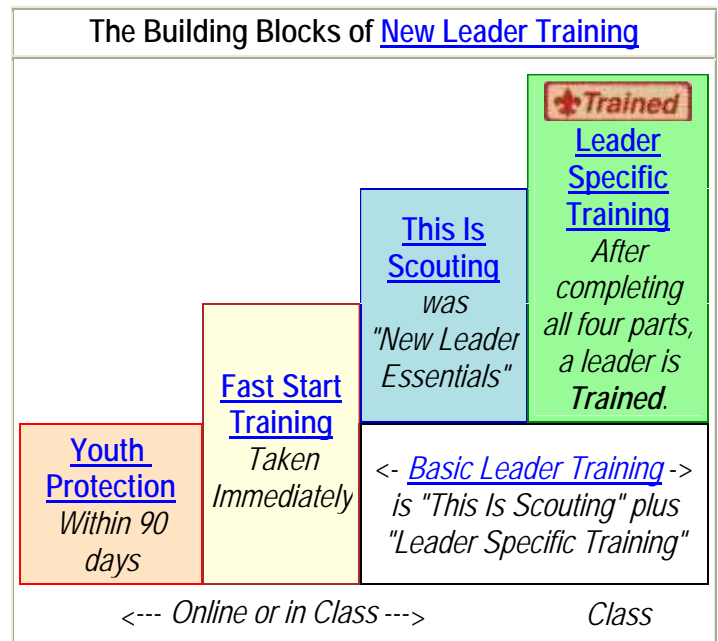 The Building Blocks of New Leader Training
Trained
Leader
Specific
Training
After
completing
all four parts,
a leader is
Trained.
This Is
Scouting
was
"New Leader
Essentials"
Fast Start
Training
Taken
Immediately
Youth
Protection
Within 90
days
<- Basic Leader Training ->
is "This Is Scouting" plus
"Leader Specific Training"
<--- Online or in Class ---> Class